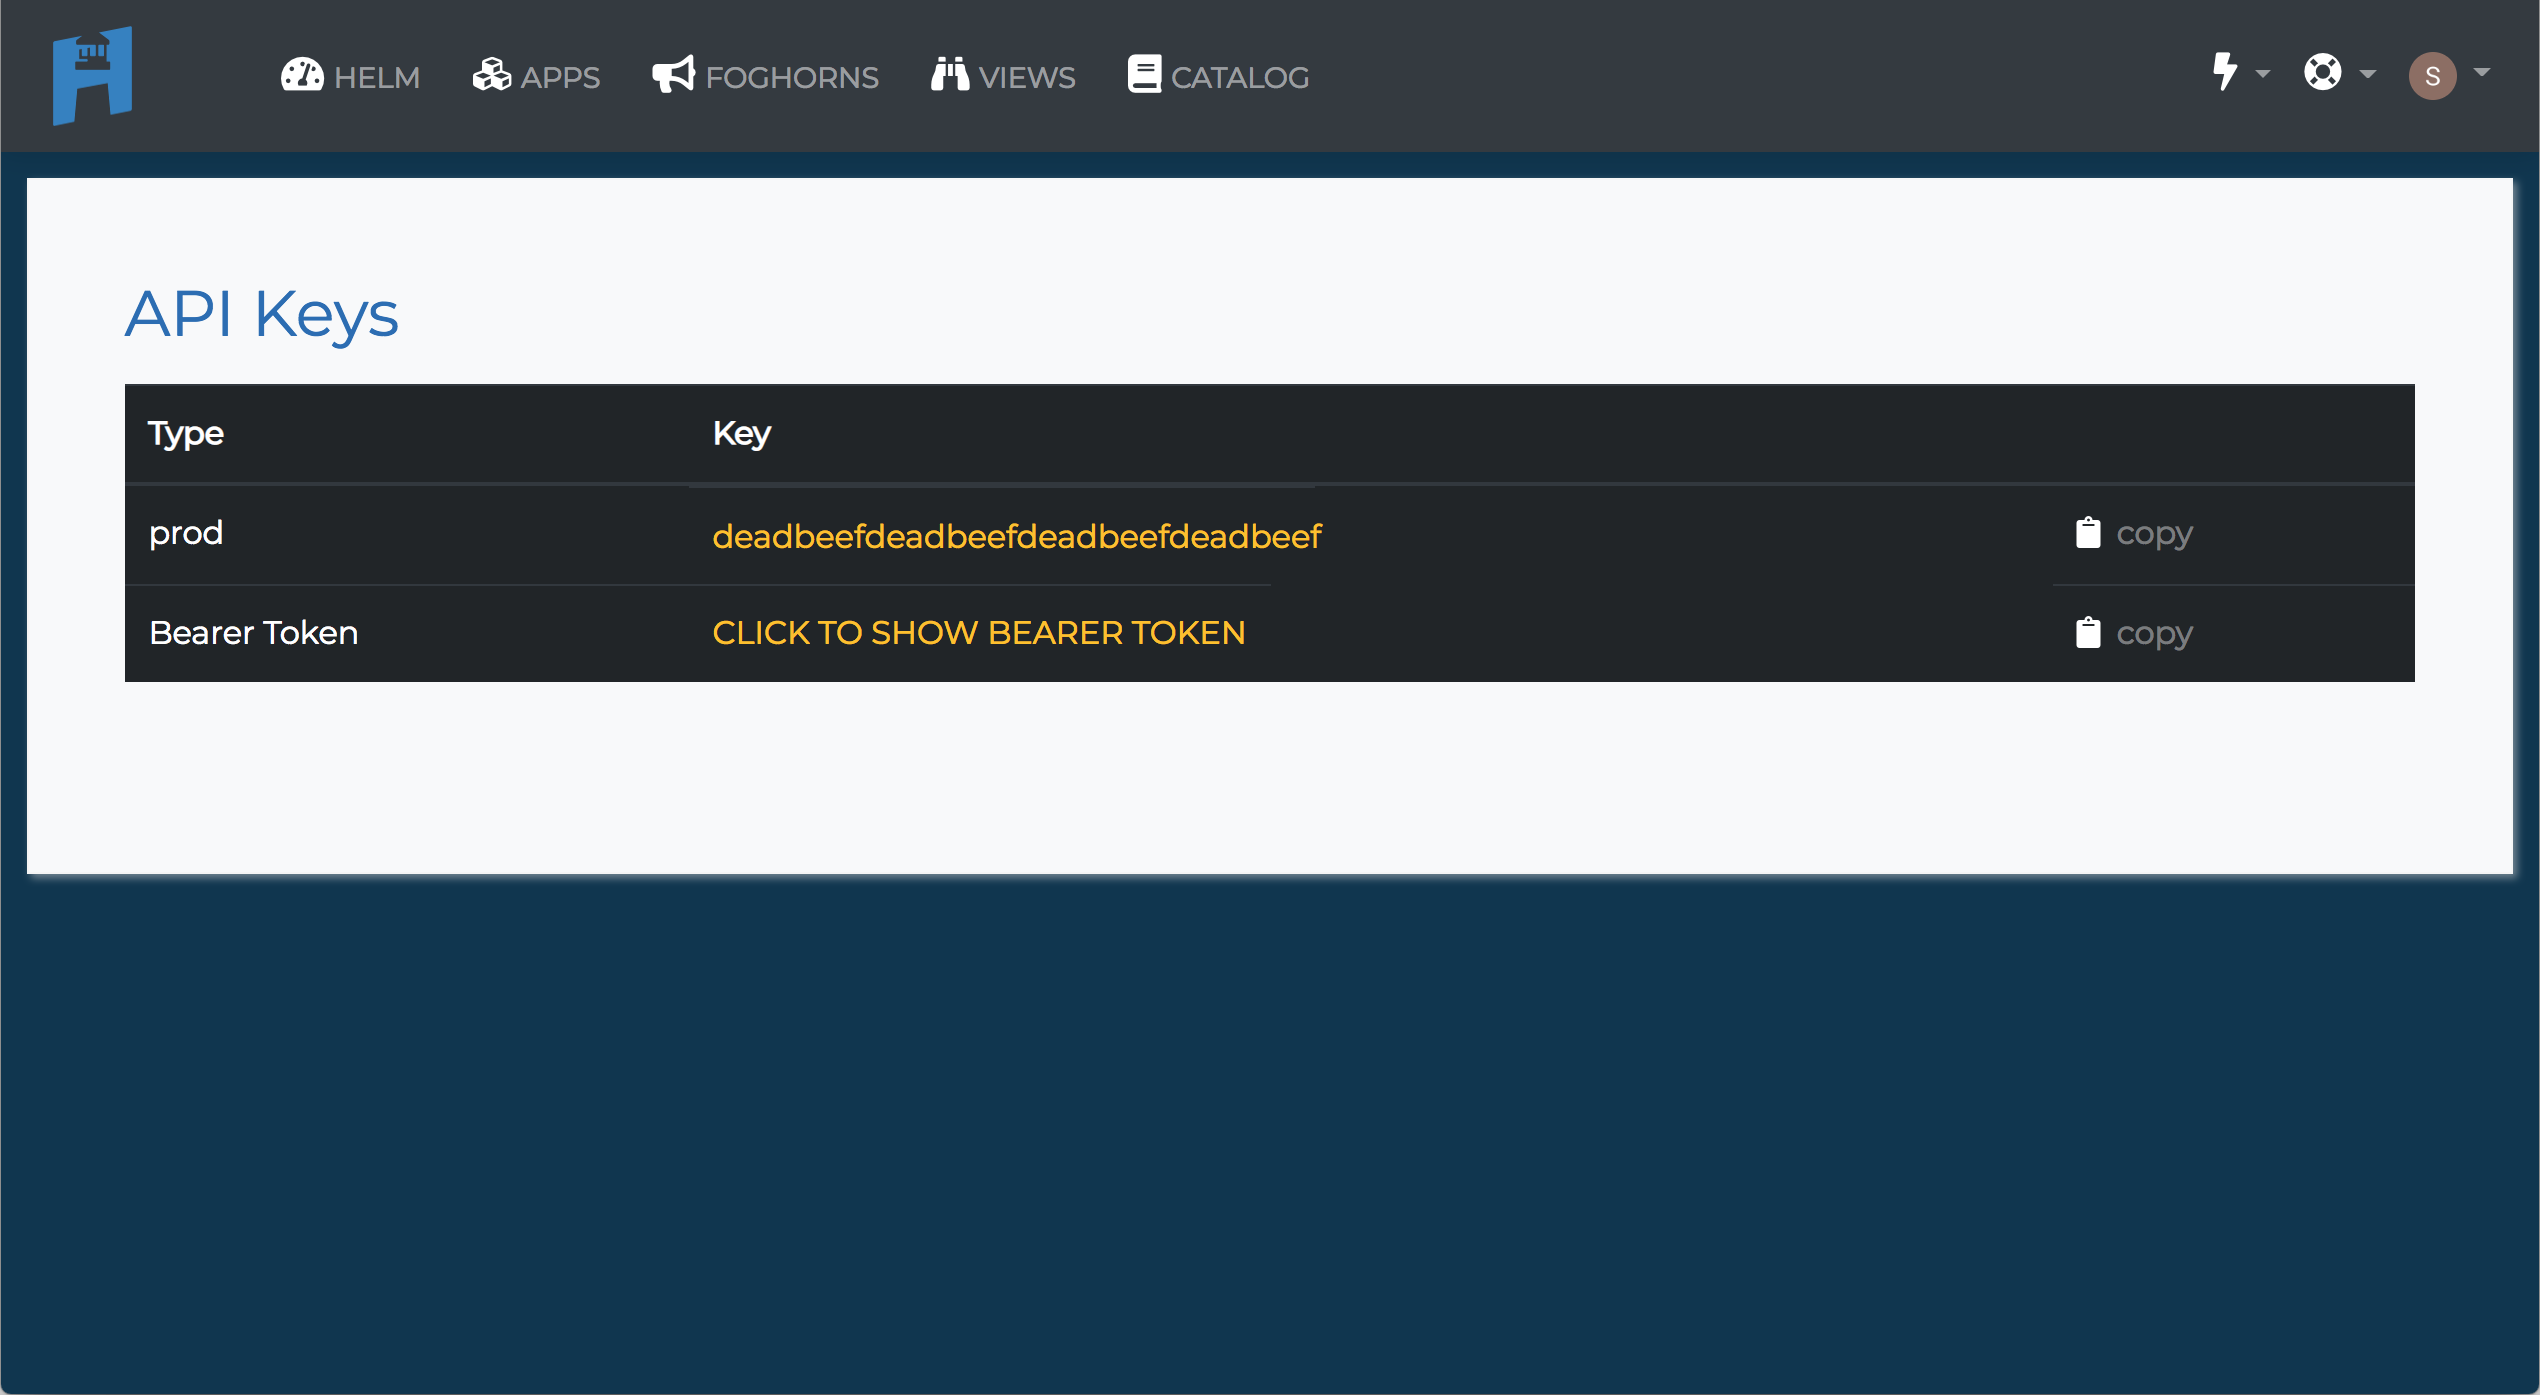 HELM APPS FOGHORNS VIEWS CATALOG S
API Keys
Type Key
prod deadbeefdeadbeefdeadbeefdeadbeef copy
Bearer Token CLICK TO SHOW BEARER TOKEN copy